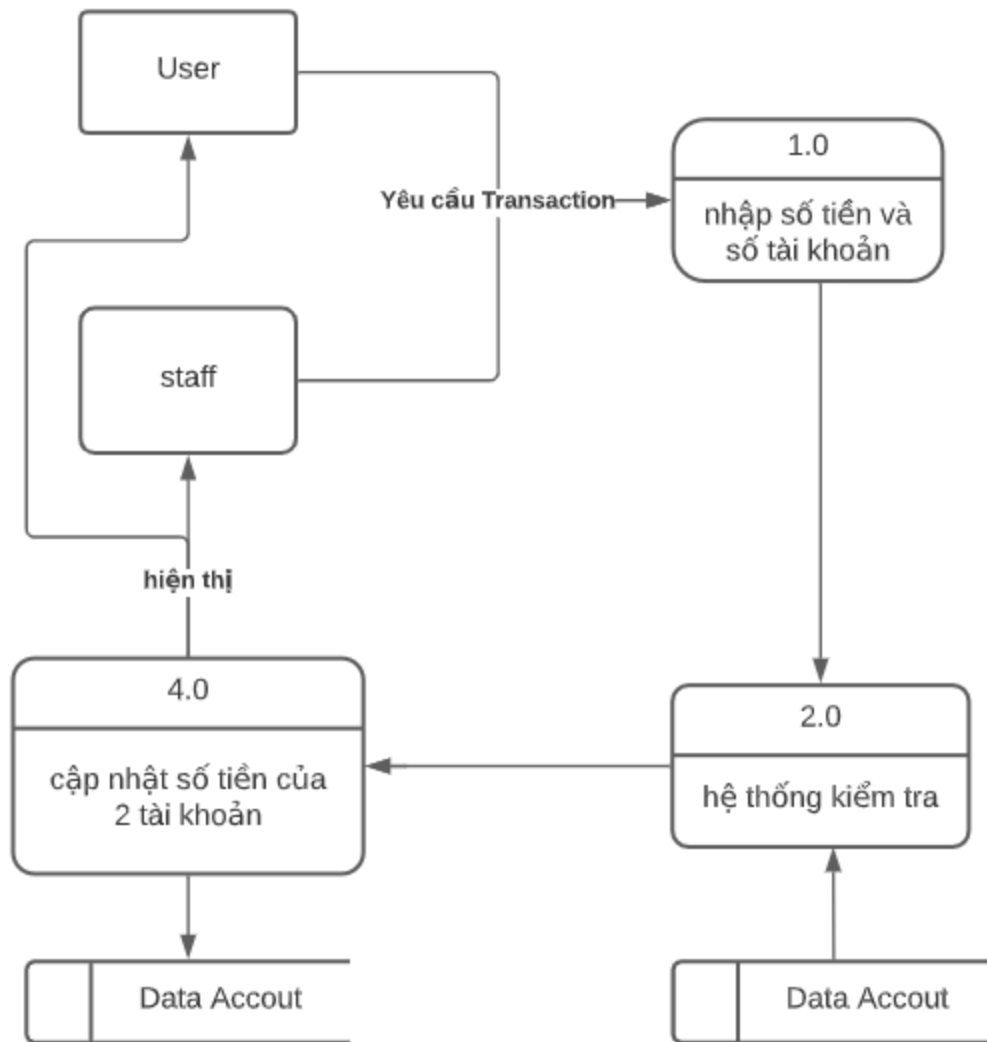 User
Yêu cầu Transaction
1.0
nhập số tiền và
số tài khoản
staff
hiện thị
4.0
cập nhật số tiền của
2 tài khoản
2.0
hệ thống kiểm tra
Data Accout
Data Accout